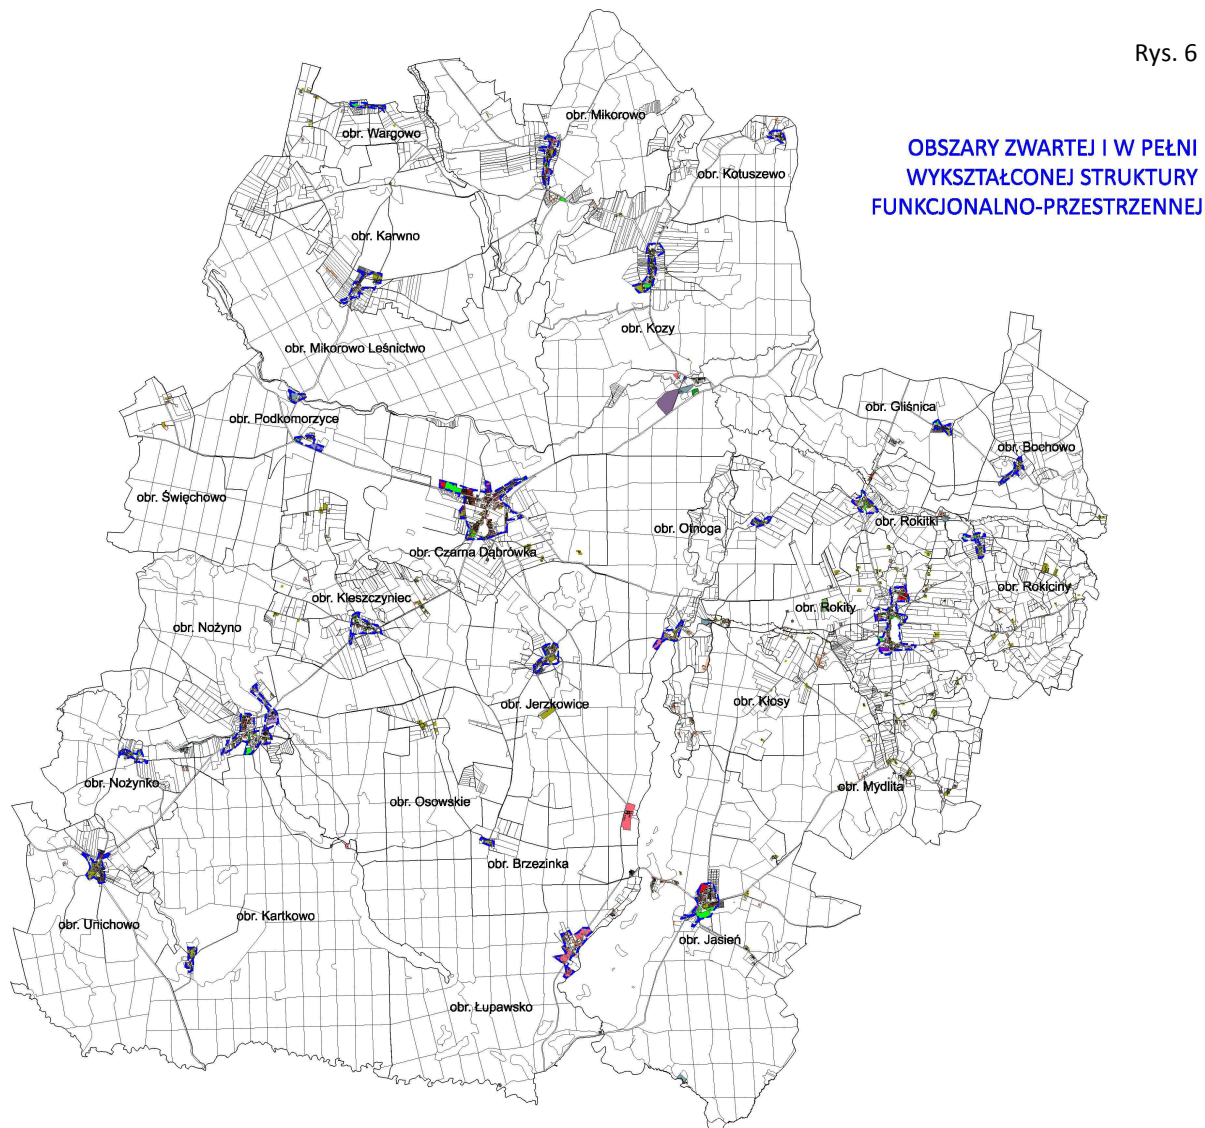 Rys. 6
OBSZARY ZWARTEJ I W PEŁNI
WYKSZTAŁCONEJ STRUKTURY
FUNKCJONALNO-PRZESTRZENNEJ
obr. Mikorowo
obr. Wargowo
obr. Kotuszewo
obr. Karwno
obr. Kozy
obr. Mikorowo Leśnictwo
obr. Gliśnica
obr. Podkomorzyce
obr. Bochowo
obr. Święchowo
obr. Rokitki
obr. Otnoga
obr. Czarna Dąbrówka
obr. Rokiciny
obr. Kleszczyniec
obr. Rokity
obr. Nożyno
obr. Jerzkowice
obr. Kłosy
obr. Nożynko
obr. Mydlita
obr. Osowskie
obr. Brzezinka
obr. Kartkowo
obr. Unichowo
obr. Jasień
obr. Łupawsko